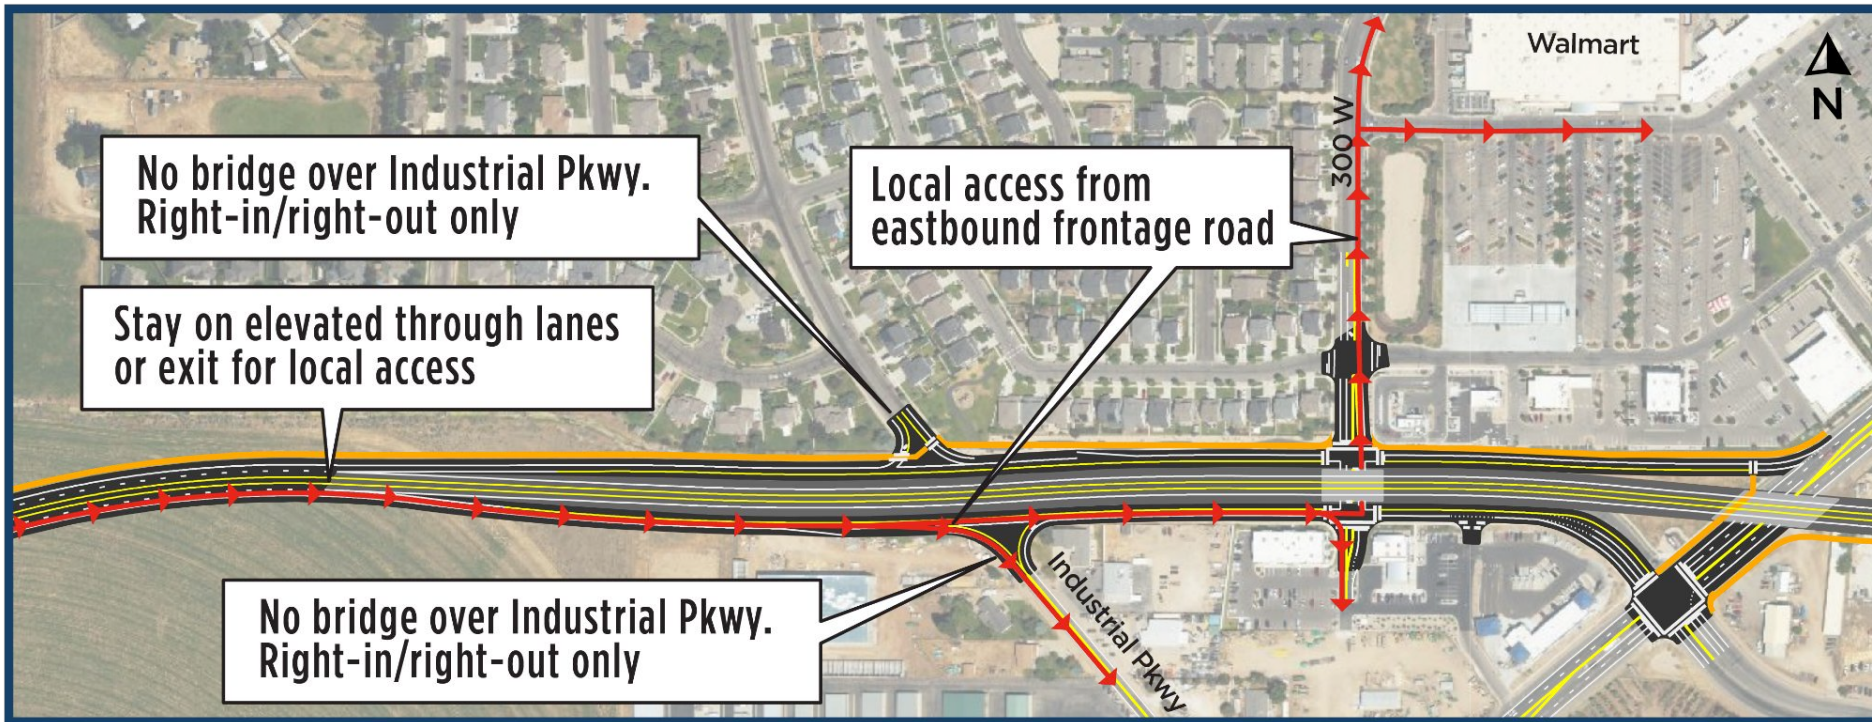 Walmart
N
No bridge over Industrial Pkwy.
Right-in/right-out only
Local access from
eastbound frontage road
300 W
Stay on elevated through lanes
or exit for local access
No bridge over Industrial Pkwy.
Right-in/right-out only
Industrial Pkwy